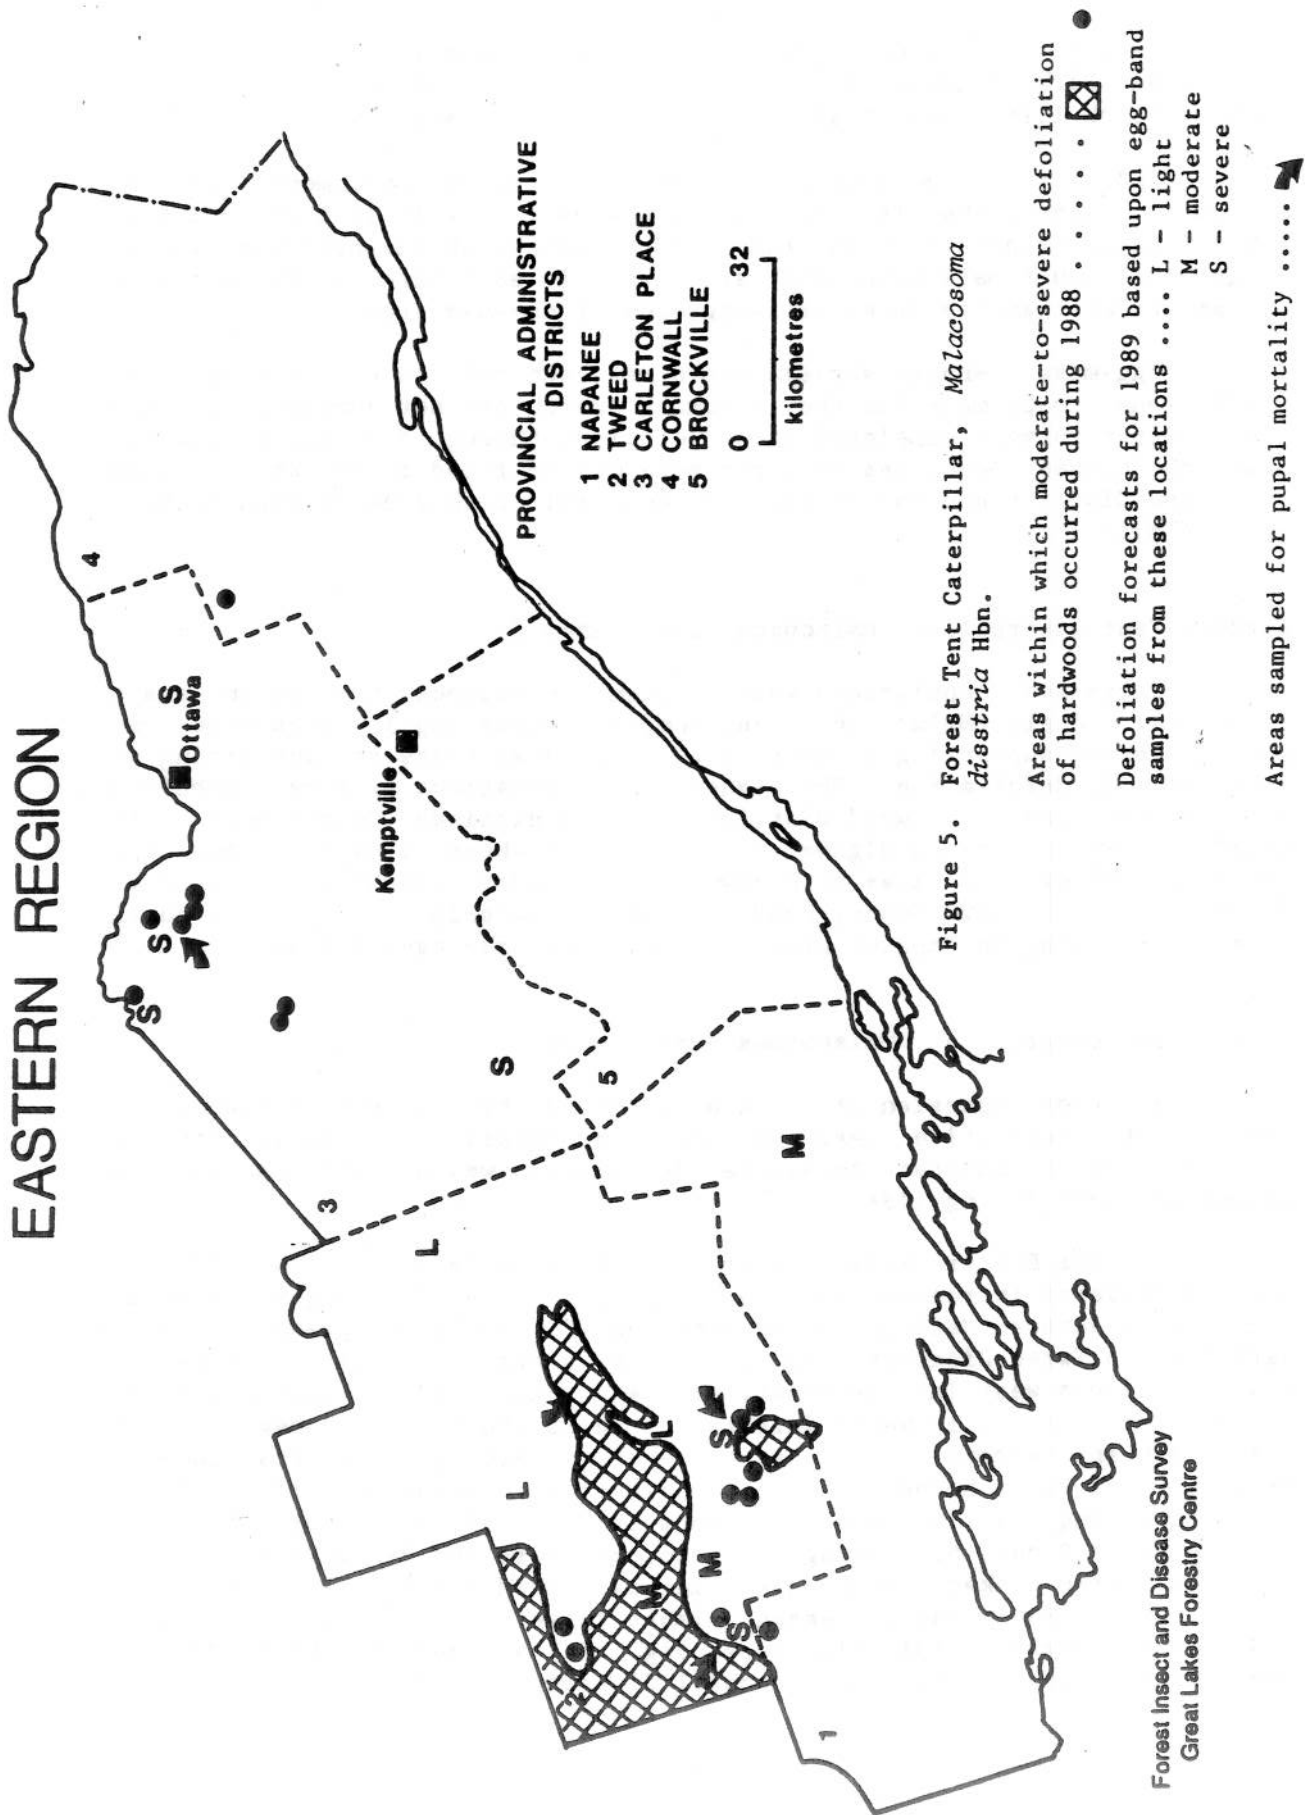 EASTERN REGION
4
S
Ottawa
Kemptville
S
S
S
5
3
L
M
L
L
S
M
M
S
2
1
PROVINCIAL ADMINISTRATIVE
DISTRICTS
1 NAPANEE
2 TWEED
3 CARLETON PLACE
4 CORNWALL
5 BROCKVILLE
0 32
kilometres
Figure 5. Forest Tent Caterpillar, Malacosoma
disstria Hbn.
Areas within which moderate-to-severe defoliation
of hardwoods occurred during 1988 . . . . .
Defoliation forecasts for 1989 based upon egg-band
samples from these locations .... L - light
M - moderate
S - severe
Areas sampled for pupal mortality .....
Forest Insect and Disease Survey
Great Lakes Forestry Centre